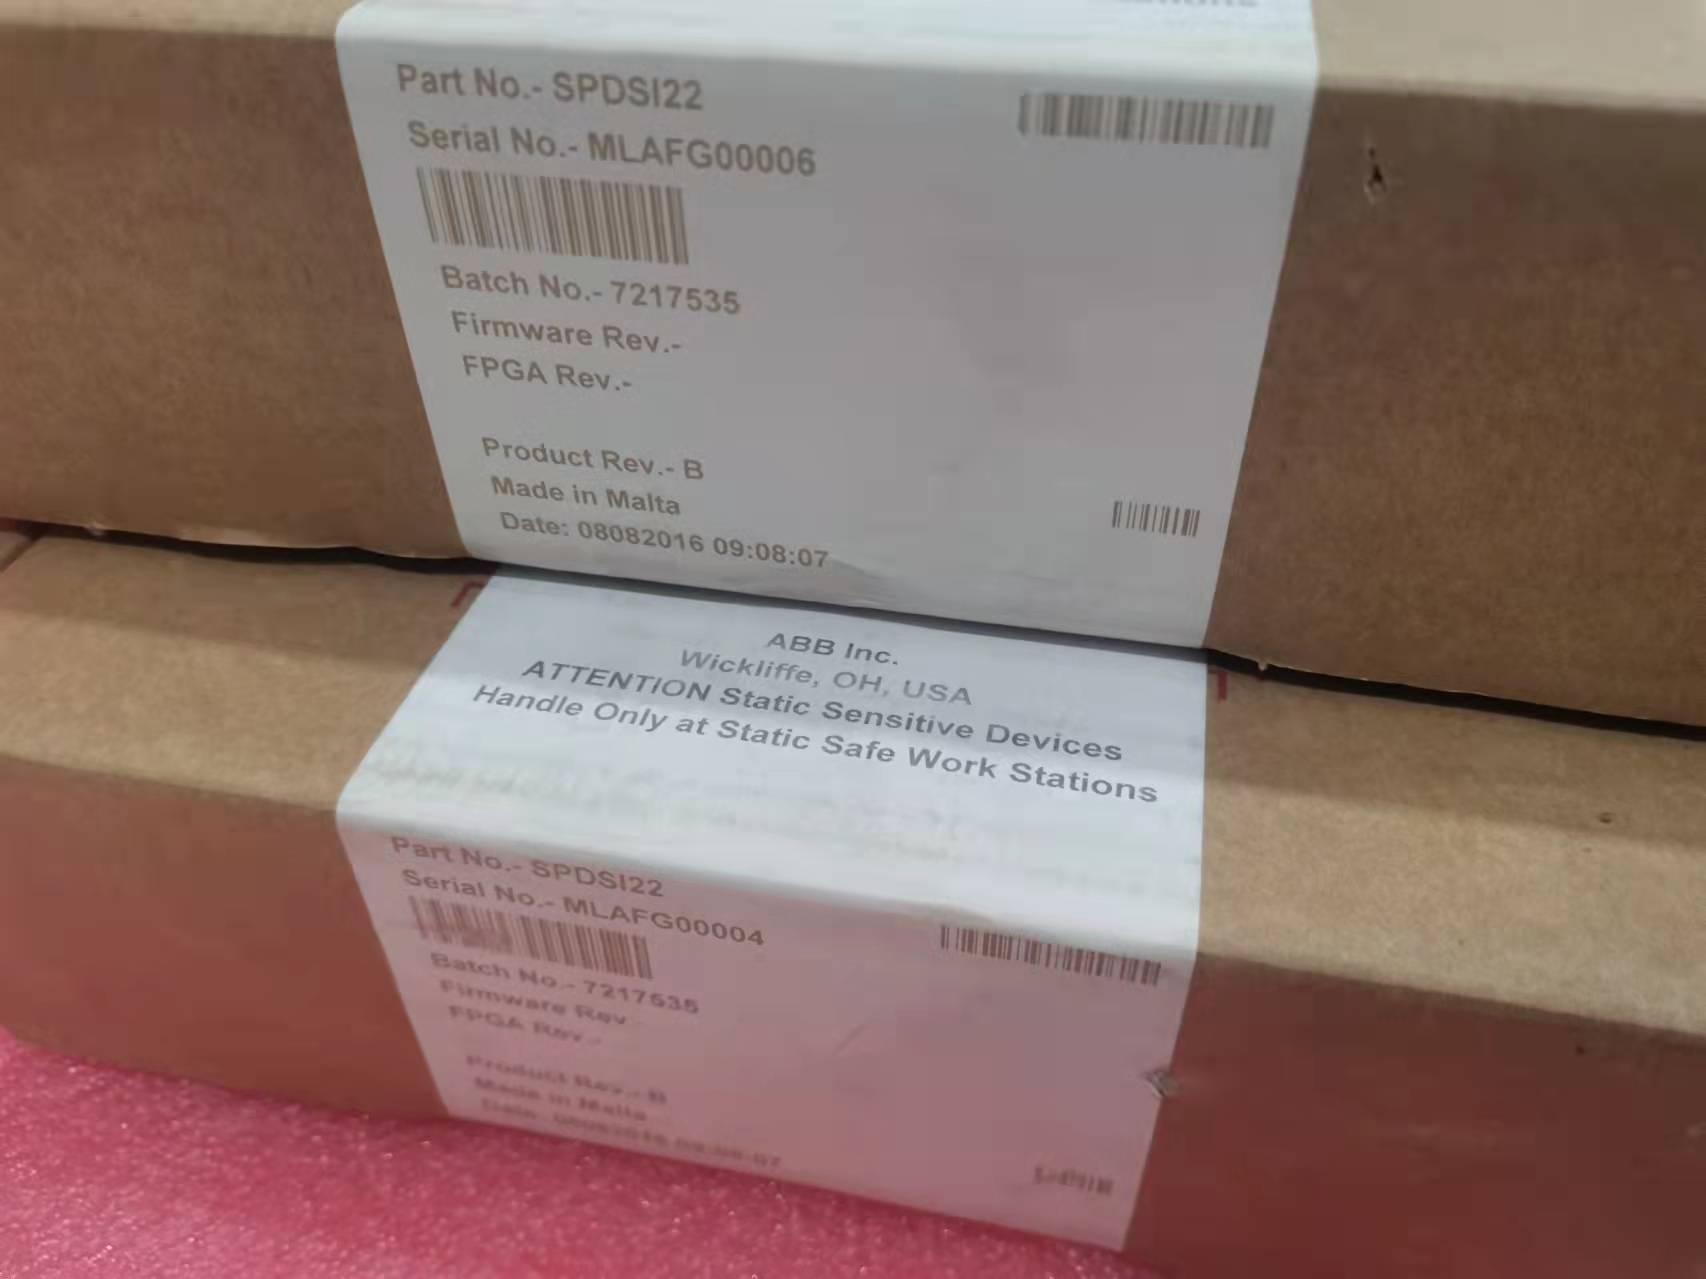 Part No.- SPDSI22
Serial No.- MLAFG00006
Batch No.- 7217535
Firmware Rev.-
FPGA Rev.-
Product Rev.- B
Made in Malta
Date: 08082016 09:08:07
ABB Inc.
Wickliffe, OH, USA
ATTENTION Static Sensitive Devices
Handle Only at Static Safe Work Stations
Part No.- SPDSI22
Serial No.- MLAFG00004
Batch No.- 7217535
Firmware Rev
FPGA Rev.-
Product Rev.- B
Made in Malta